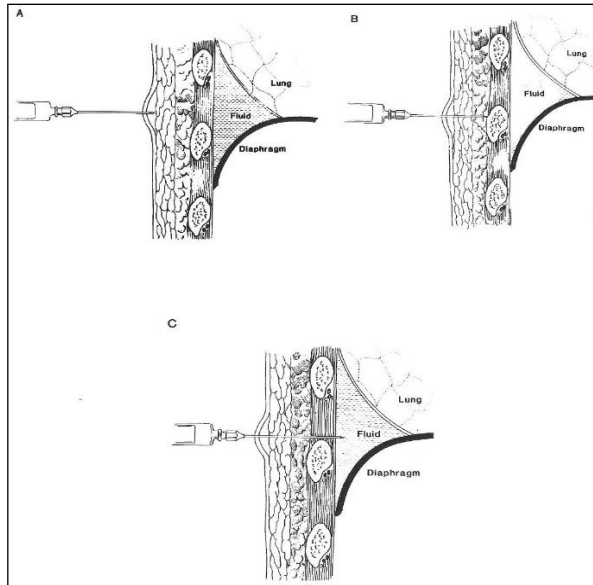 A
Lung
Fluid
Diaphragm
B
Lung
Fluid
Diaphragm
C
Lung
Fluid
Diaphragm